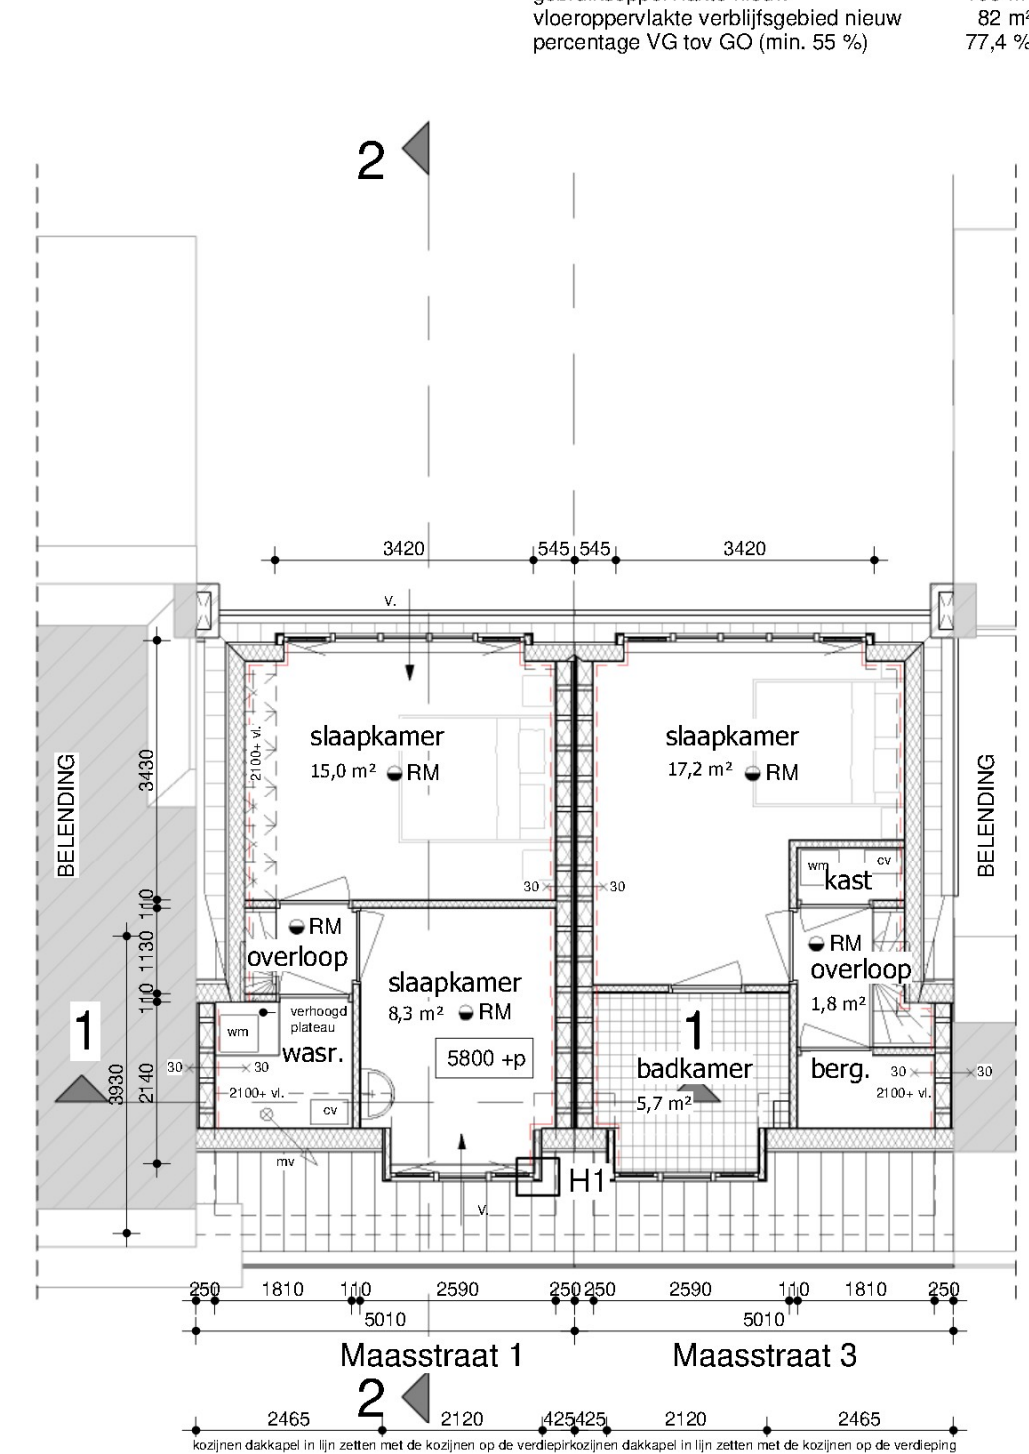 vloeroppervlakte verblijfsgebied nieuw 82 m²
percentage VG tov GO (min. 55 %) 77,4 %
2
3420 545 545 3420
v.
BELENDING
3430
2100+ vl.
slaapkamer
15,0 m² RM
slaapkamer
17,2 m² RM
BELENDING
wm cv
kast
30 30
110
RM
overloop
RM
overloop
1,8 m²
1130
slaapkamer
8,3 m² RM
110
1
verhoogd
plateau
wm
wasr.
5800 +p
1
badkamer
5,7 m²
berg.
30 30
30 30
3930
2140
2100+ vl.
2100+ vl.
cv
mv
H1
v.
250 1810 110 2590 250 250 2590 110 1810 250
5010 5010
Maasstraat 1 Maasstraat 3
2
2465 2120 425 425 2120 2465
kozijnen dakkapel in lijn zetten met de kozijnen op de verdiepir kozijnen dakkapel in lijn zetten met de kozijnen op de verdieping